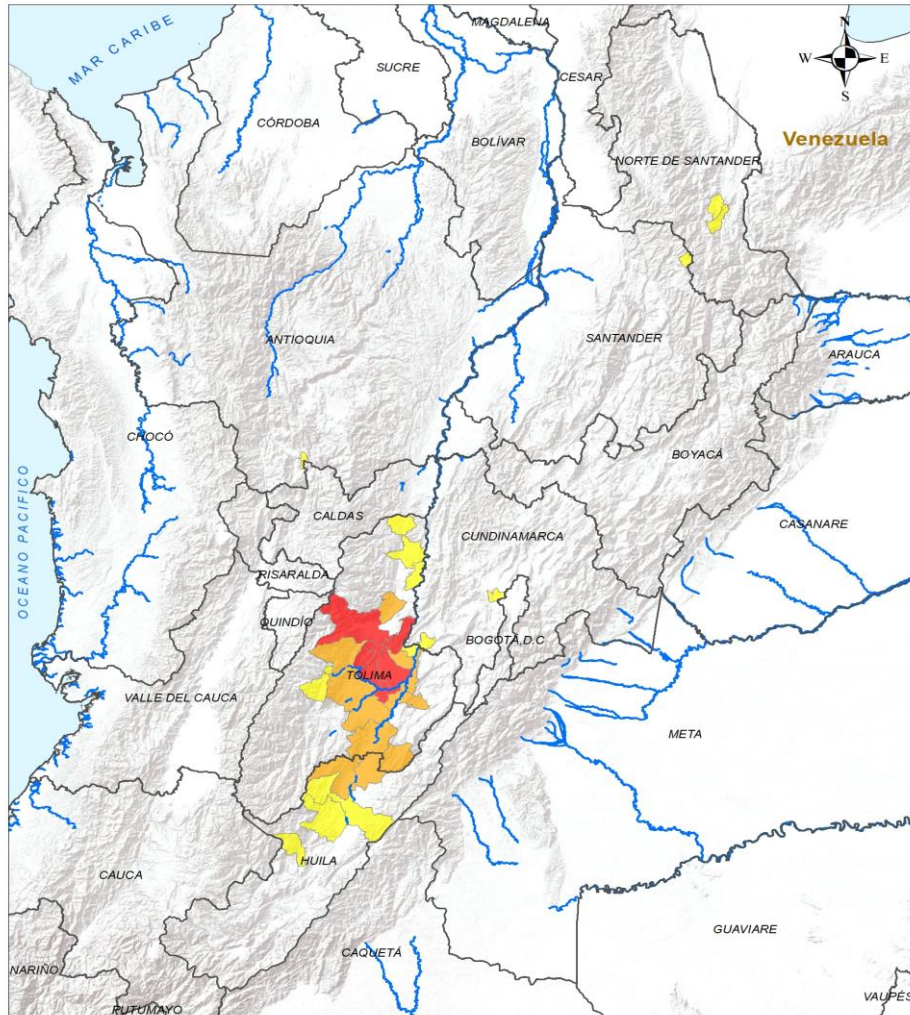 MAGDALENA
MAR CARIBE
N
W
E
S
SUCRE
CESAR
CÓRDOBA
BOLÍVAR
Venezuela
NORTE DE SANTANDER
ANTIOQUIA
SANTANDER
ARAUCA
CHOCÓ
BOYACÁ
OCEANO PACIFICO
CALDAS
CASANARE
CUNDINAMARCA
RISARALDA
QUINDÍO
BOGOTÁ,D.C
TOLIMA
VALLE DEL CAUCA
META
HUILA
CAUCA
GUAVIARE
CAQUETÁ
NARIÑO
VAUPÉS
PUTUMAYO